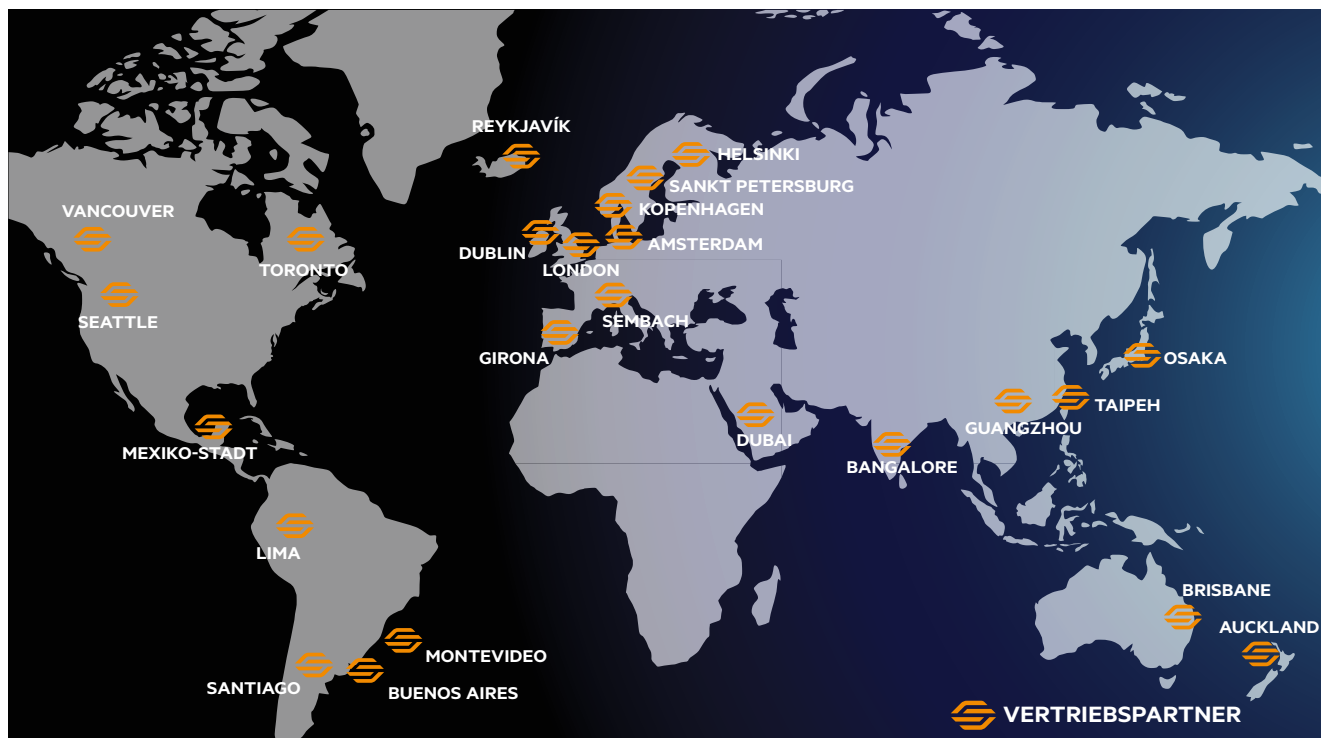 REYKJAVÍK
HELSINKI
SANKT PETERSBURG
VANCOUVER
KOPENHAGEN
DUBLIN
AMSTERDAM
TORONTO
LONDON
SEATTLE
SEMBACH
GIRONA
OSAKA
TAIPEH
GUANGZHOU
DUBAI
MEXIKO-STADT
BANGALORE
LIMA
BRISBANE
AUCKLAND
MONTEVIDEO
SANTIAGO
BUENOS AIRES
VERTRIEBSPARTNER